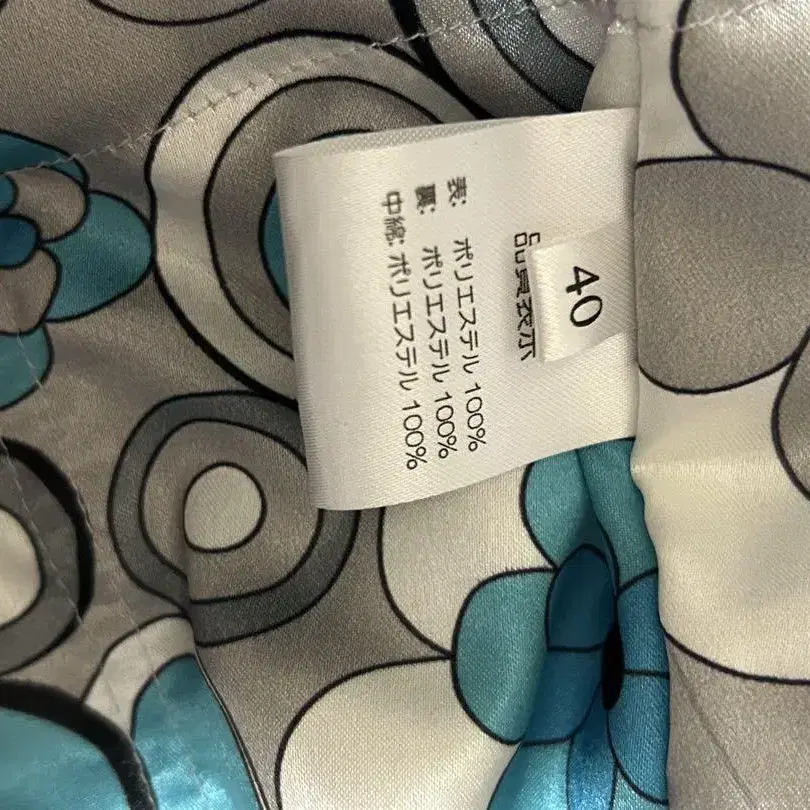 40
品質表示
表: ポリエステル 100%
裏: ポリエステル 100%
中綿: ポリエステル 100%